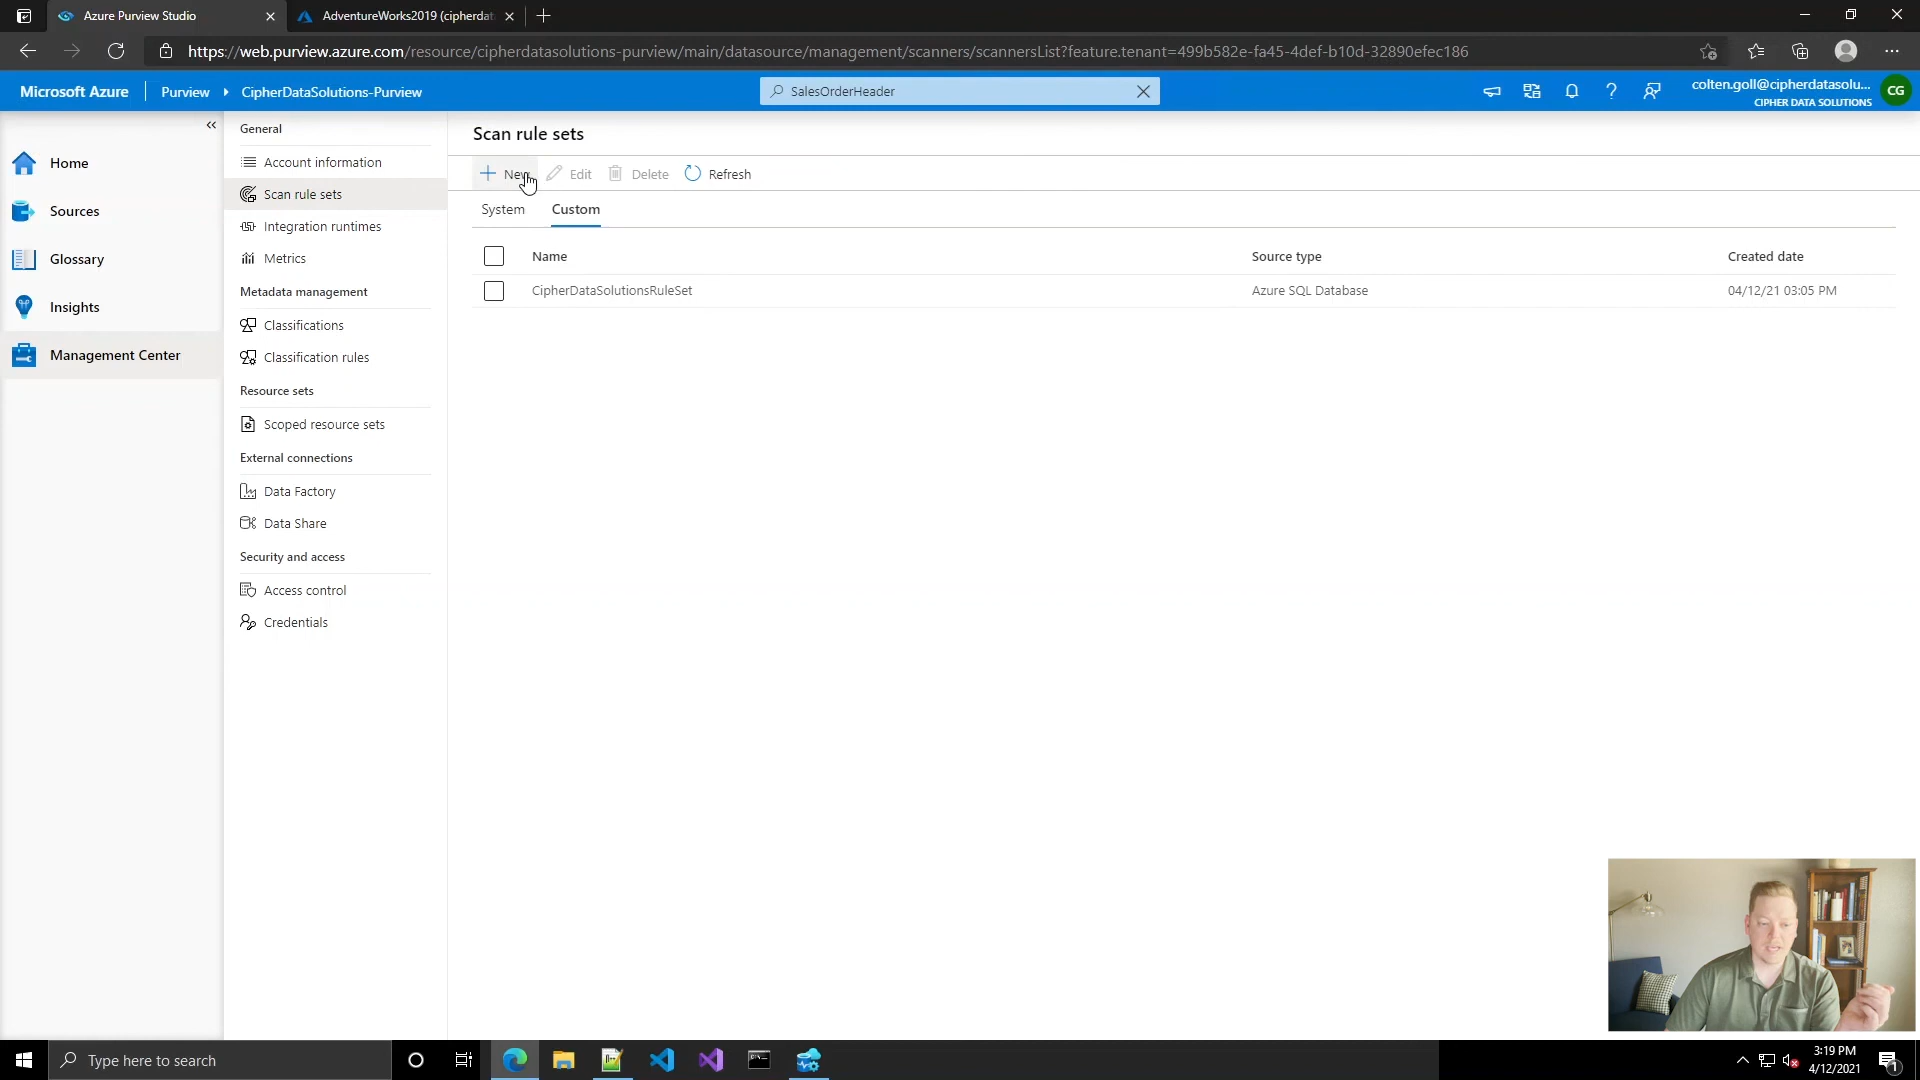 Azure Purview Studio
AdventureWorks2019 (cipherdat
https://web.purview.azure.com/resource/cipherdatasolutions-purview/main/datasource/management/scanners/scannersList?feature.tenant=499b582e-fa45-4def-b10d-32890efec186
Microsoft Azure
Purview
CipherDataSolutions-Purview
SalesOrderHeader
colten.goll@cipherdatasolu...
CIPHER DATA SOLUTIONS
CG
Home
Sources
Glossary
Insights
Management Center
General
Account information
Scan rule sets
Integration runtimes
Metrics
Metadata management
Classifications
Classification rules
Resource sets
Scoped resource sets
External connections
Data Factory
Data Share
Security and access
Access control
Credentials
Scan rule sets
New Edit Delete Refresh
System Custom
Name Source type Created date
CipherDataSolutionsRuleSet Azure SQL Database 04/12/21 03:05 PM
Type here to search
3:19 PM
4/12/2021
1